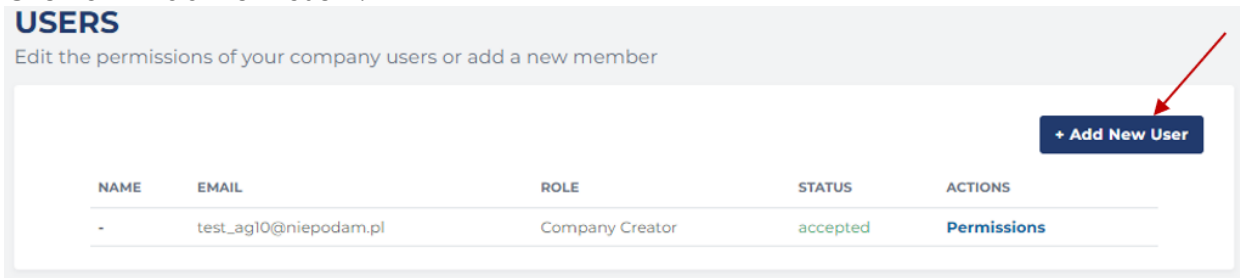 USERS
Edit the permissions of your company users or add a new member
+ Add New User
NAME EMAIL ROLE STATUS ACTIONS
- test_ag10@niepodam.pl Company Creator accepted Permissions